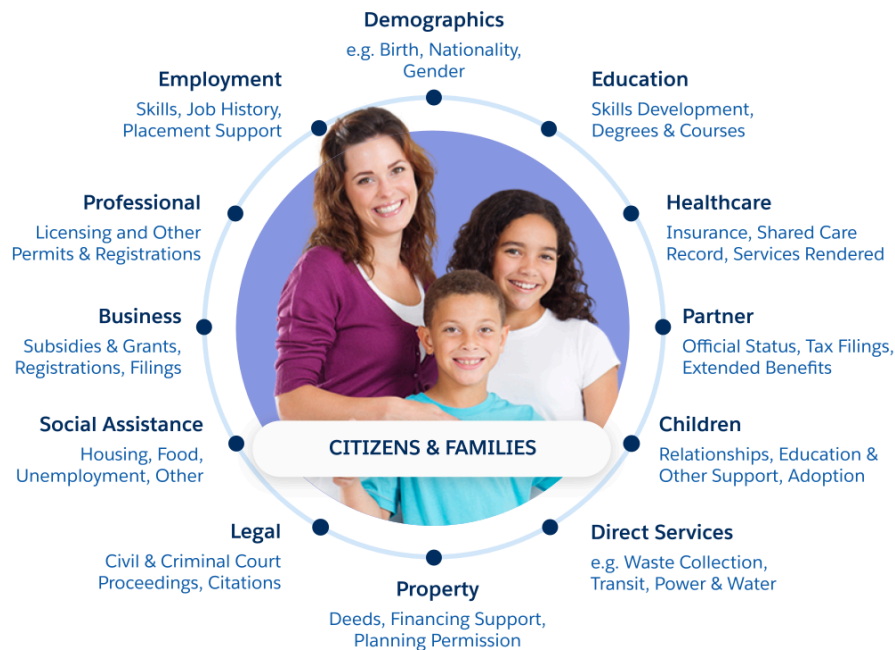 Demographics
e.g. Birth, Nationality,
Gender
Education
Skills Development,
Degrees & Courses
Healthcare
Insurance, Shared Care
Record, Services Rendered
Partner
Official Status, Tax Filings,
Extended Benefits
Children
Relationships, Education &
Other Support, Adoption
Direct Services
e.g. Waste Collection,
Transit, Power & Water
Property
Deeds, Financing Support,
Planning Permission
Legal
Civil & Criminal Court
Proceedings, Citations
Social Assistance
Housing, Food,
Unemployment, Other
Business
Subsidies & Grants,
Registrations, Filings
Professional
Licensing and Other
Permits & Registrations
Employment
Skills, Job History,
Placement Support
CITIZENS & FAMILIES